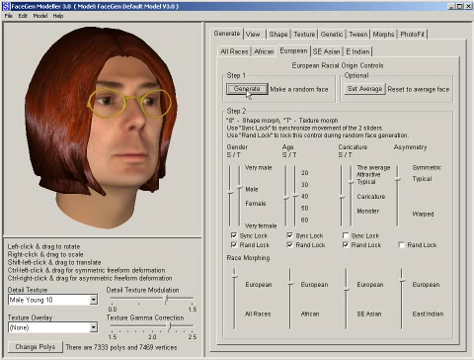 FaceGen Modeller 3.0 ( Model: FaceGen Default Model V3.0 )
File Edit Model Help
Generate View Shape Texture Genetic Tween Morphs PhotoFit
All Races African European SE Asian E Indian
European Racial Origin Controls
Step 1
Generate Make a random face
Optional
Set Average Reset to average face
Step 2
"S" - Shape morph, "T" - Texture morph
Use "Sync Lock" to synchronize movement of the 2 sliders.
Use "Rand Lock" to lock this control during random face generation.
Gender Age Caricature Asymmetry
S / T S / T S / T
Very male
Male
Female
Very female
20
30
40
50
60
The average
Attractive
Typical
Caricature
Monster
Symmetric
Typical
Warped
Sync Lock Sync Lock Sync Lock
Rand Lock Rand Lock Rand Lock Rand Lock
Race Morphing
European European European European
All Races African SE Asian East Indian
Left-click & drag to rotate
Right-click & drag to scale
Shift-left-click & drag to translate
Ctrl-left-click & drag for symmetric freeform deformation
Ctrl-right-click & drag for asymmetric freeform deformation
Detail Texture Detail Texture Modulation
Male Young 10
0.0 1.5
Texture Overlay Texture Gamma Correction
(None)
1.5 2.0 2.5
Change Polys There are 7333 polys and 7469 vertices.